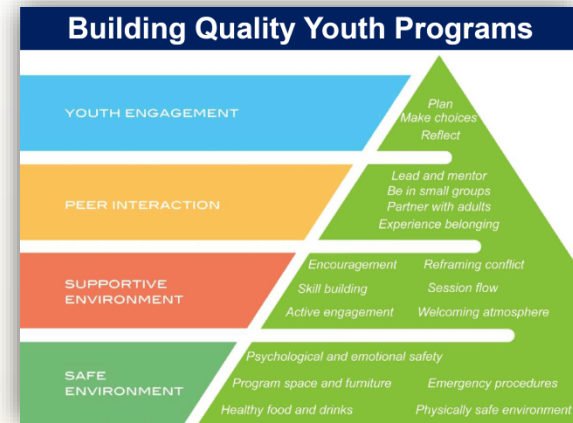 Building Quality Youth Programs
YOUTH ENGAGEMENT
Plan
Make choices
Reflect
PEER INTERACTION
Lead and mentor
Be in small groups
Partner with adults
Experience belonging
SUPPORTIVE
ENVIRONMENT
Encouragement Reframing conflict
Skill building Session flow
Active engagement Welcoming atmosphere
SAFE
ENVIRONMENT
Psychological and emotional safety
Program space and furniture Emergency procedures
Healthy food and drinks Physically safe environment